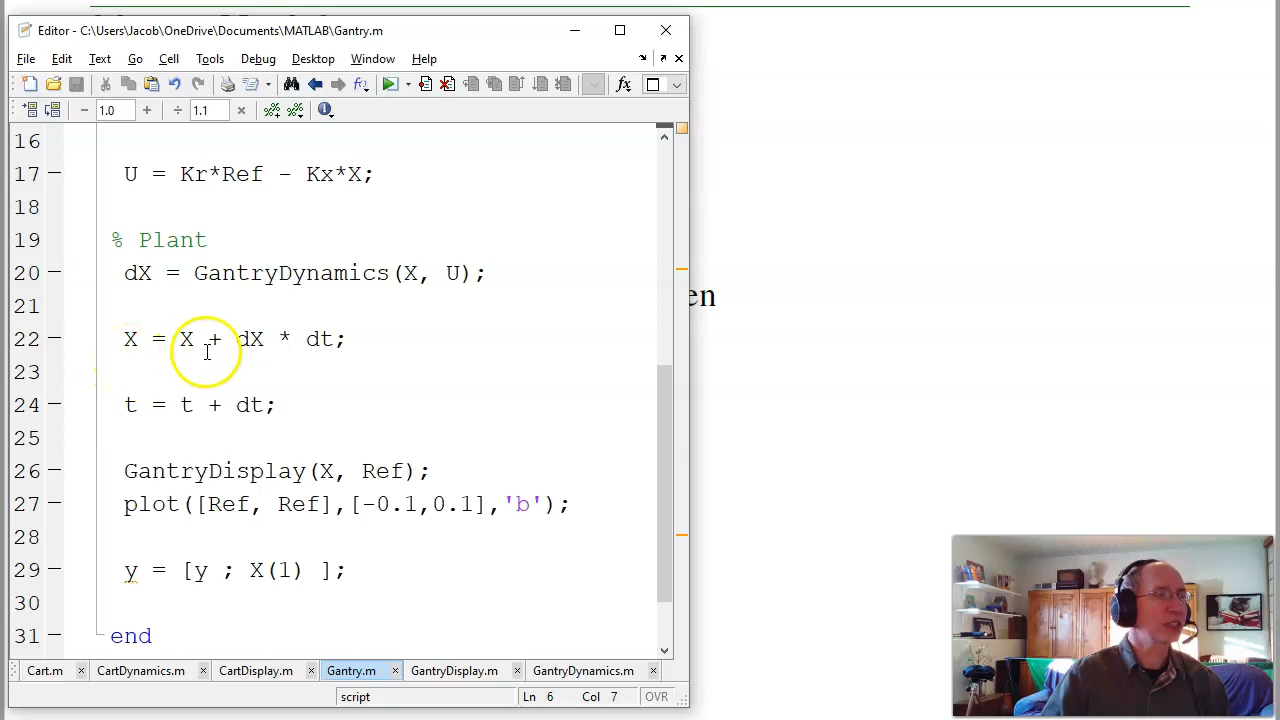 Editor - C:\Users\Jacob\OneDrive\Documents\MATLAB\Gantry.m
File Edit Text Go Cell Tools Debug Desktop Window Help
1.0
1.1
16
17 U = Kr*Ref - Kx*X;
18
19 % Plant
20 dX = GantryDynamics(X, U);
21
22 X = X + dX * dt;
23
24 t = t + dt;
25
26 GantryDisplay(X, Ref);
27 plot([Ref, Ref],[-0.1,0.1],'b');
28
29 y = [y ; X(1) ];
30
31 end
Cart.m CartDynamics.m CartDisplay.m Gantry.m GantryDisplay.m GantryDynamics.m
script Ln 6 Col 7 OVR
en